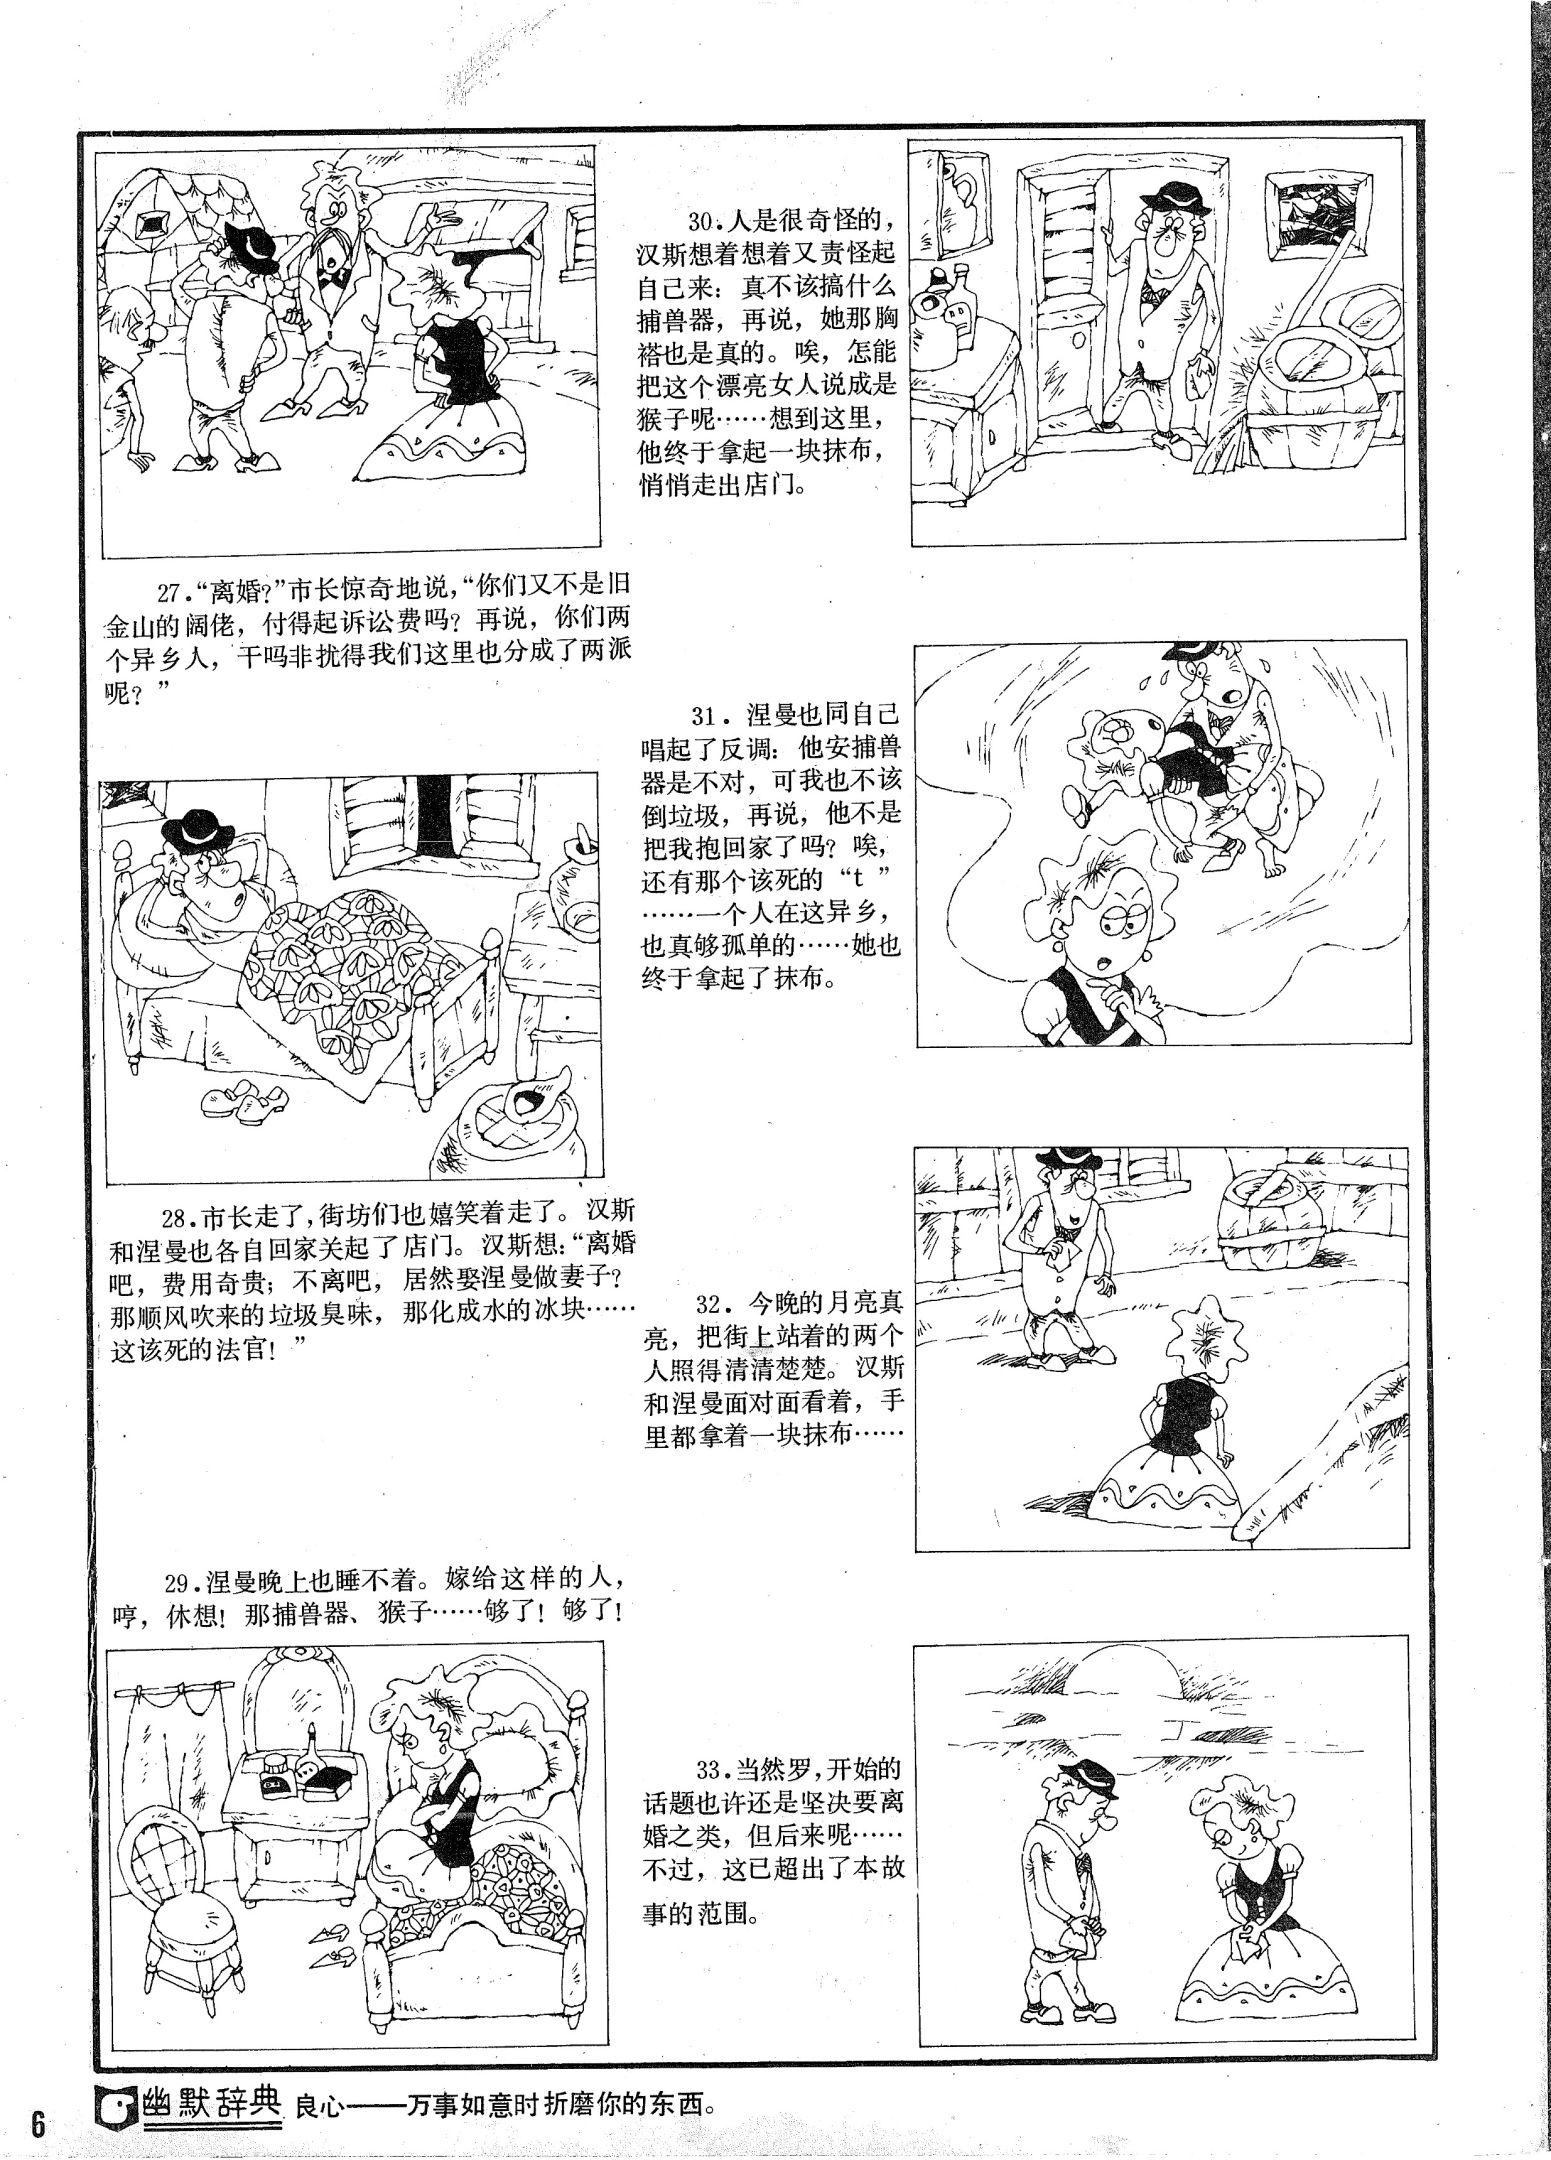 27.“离婚?”市长惊奇地说,“你们又不是旧
金山的阔佬，付得起诉讼费吗？再说，你们两
个异乡人，干吗非扰得我们这里也分成了两派
呢？”
28.市长走了,街坊们也嬉笑着走了。汉斯
和涅曼也各自回家关起了店门。汉斯想:“离婚
吧，费用奇贵；不离吧，居然娶涅曼做妻子？
那顺风吹来的垃圾臭味，那化成水的冰块……
这该死的法官！”
29.涅曼晚上也睡不着。嫁给这样的人，
哼，休想！那捕兽器、猴子……够了！够了！
30.人是很奇怪的，
汉斯想着想着又责怪起
自己来：真不该搞什么
捕兽器，再说，她那胸
褡也是真的。唉，怎能
把这个漂亮女人说成是
猴子呢……想到这里，
他终于拿起一块抹布，
悄悄走出店门。
31．涅曼也同自己
唱起了反调：他安捕兽
器是不对，可我也不该
倒垃圾，再说，他不是
把我抱回家了吗？唉，
还有那个该死的“t”
……一个人在这异乡，
也真够孤单的……她也
终于拿起了抹布。
32．今晚的月亮真
亮，把街上站着的两个
人照得清清楚楚。汉斯
和涅曼面对面看着，手
里都拿着一块抹布……
33.当然罗,开始的
话题也许还是坚决要离
婚之类，但后来呢……
不过，这已超出了本故
事的范围。
幽默辞典 良心——万事如意时折磨你的东西。
6